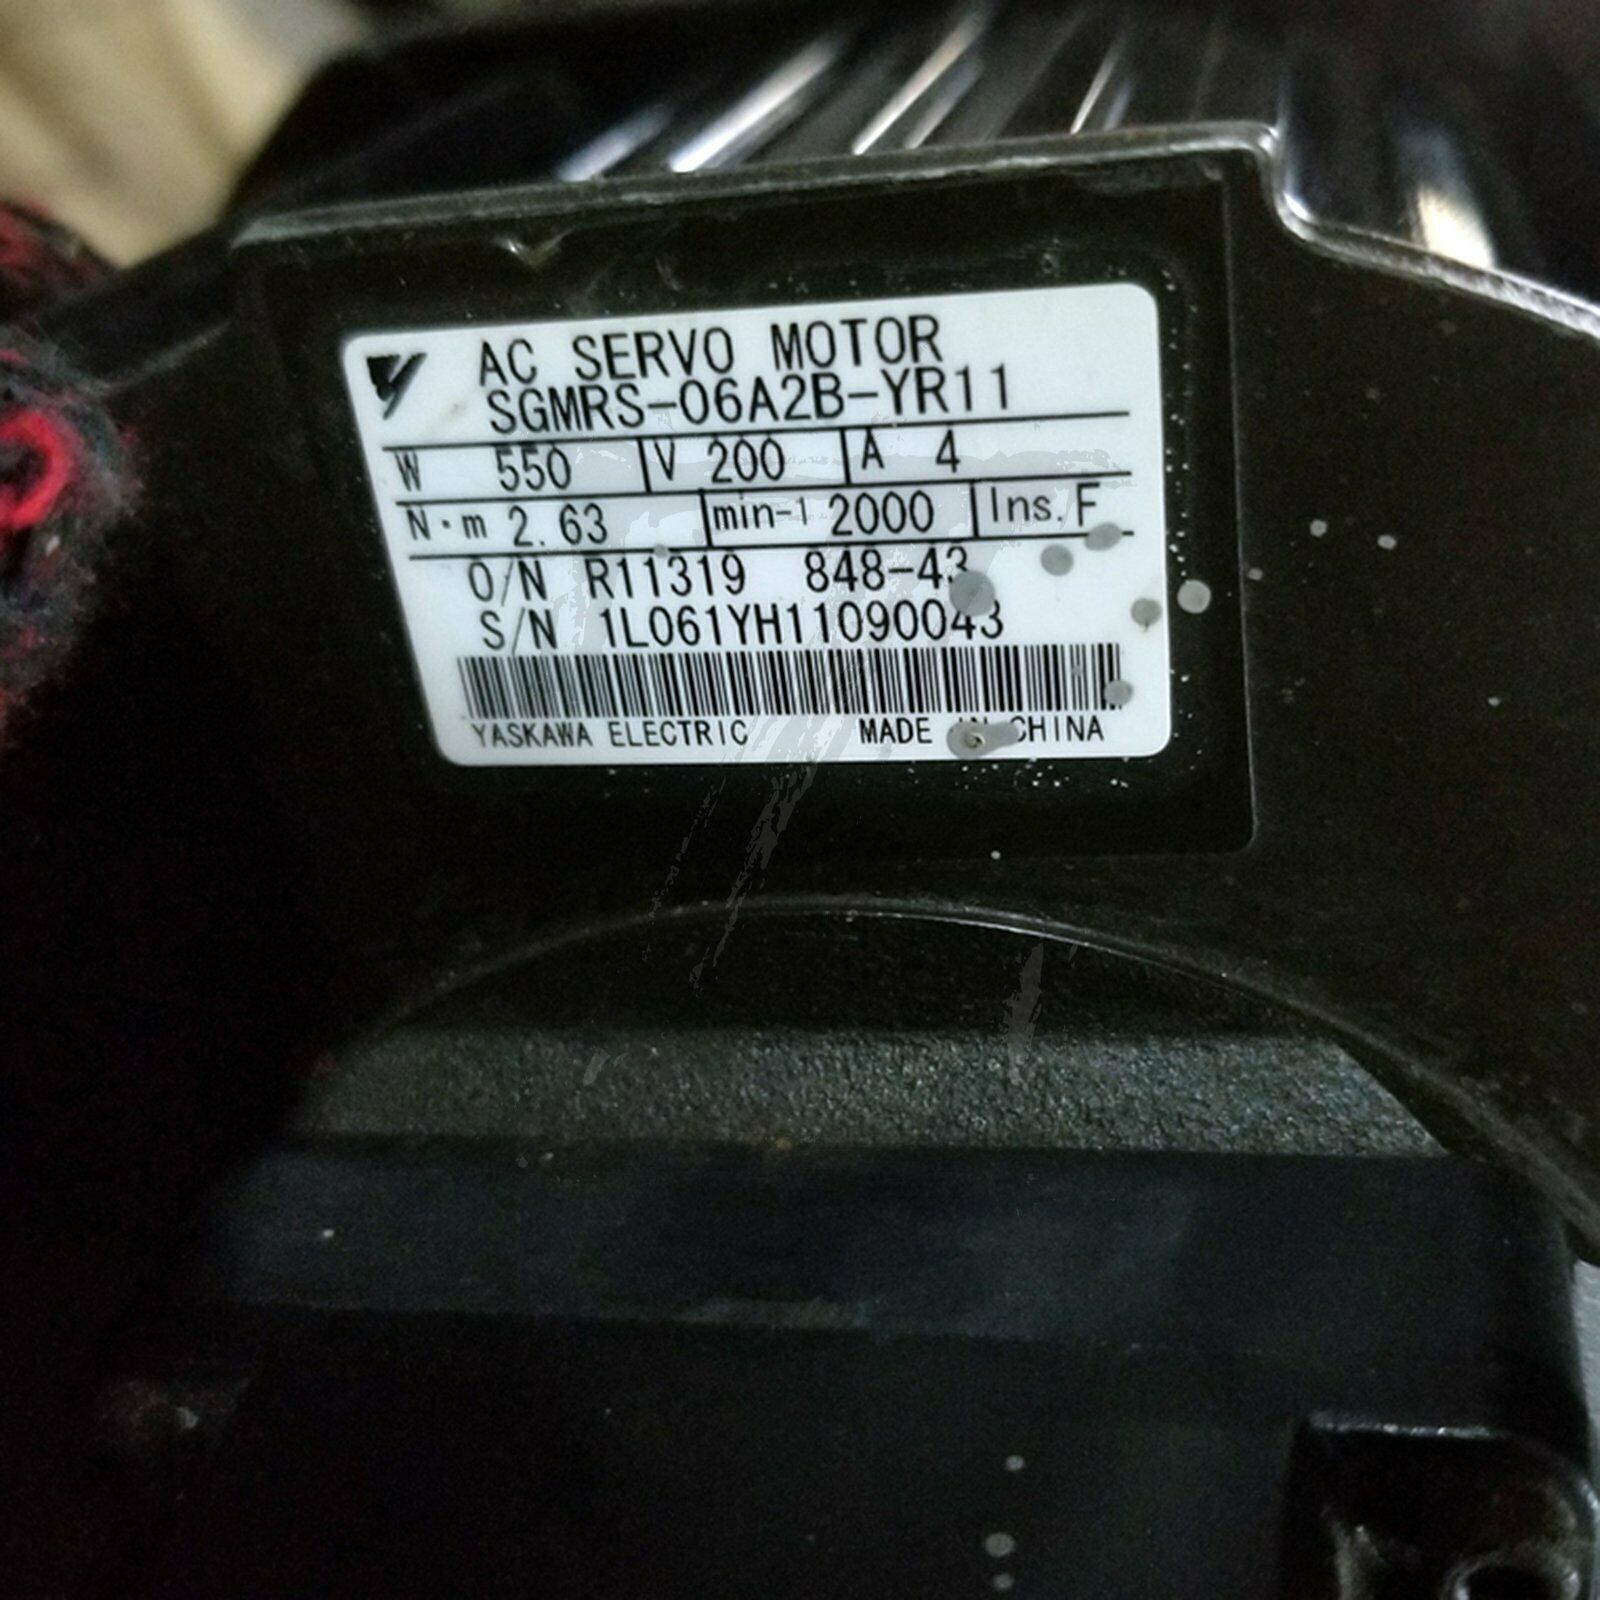 AC SERVO MOTOR
SGMRS-06A2B-YR11
W 550 V 200 A 4
N·m 2.63 min-1 2000 Ins. F
O/N R11319 848-43
S/N 1L061YH11090043
YASKAWA ELECTRIC MADE IN CHINA